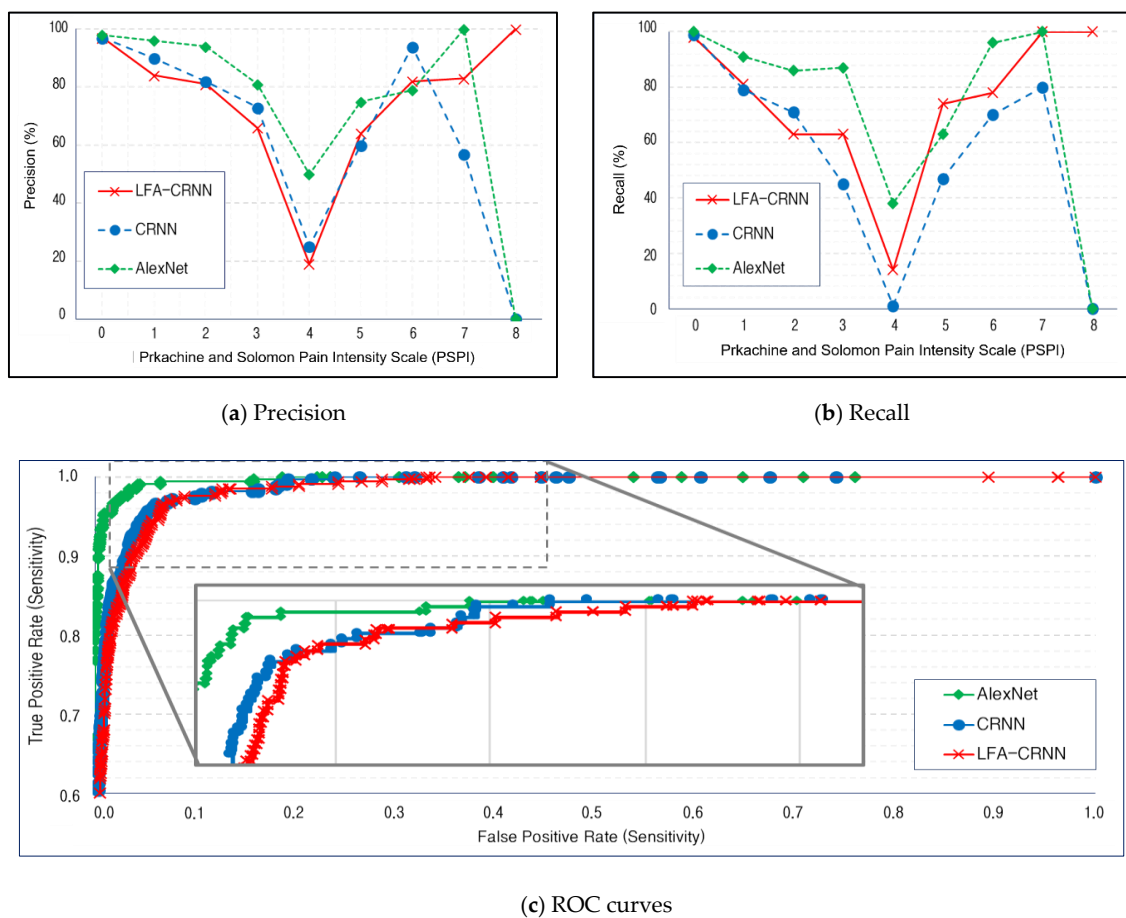 100
80
60
40
20
0
Precision (%)
LFA-CRNN
CRNN
AlexNet
0 1 2 3 4 5 6 7 8
Prkachine and Solomon Pain Intensity Scale (PSPI)
(a) Precision
100
80
60
40
20
0
Recall (%)
LFA-CRNN
CRNN
AlexNet
0 1 2 3 4 5 6 7 8
Prkachine and Solomon Pain Intensity Scale (PSPI)
(b) Recall
1.0
0.9
0.8
0.7
0.6
True Positive Rate (Sensitivity)
AlexNet
CRNN
LFA-CRNN
0.0 0.1 0.2 0.3 0.4 0.5 0.6 0.7 0.8 0.9 1.0
False Positive Rate (Sensitivity)
(c) ROC curves